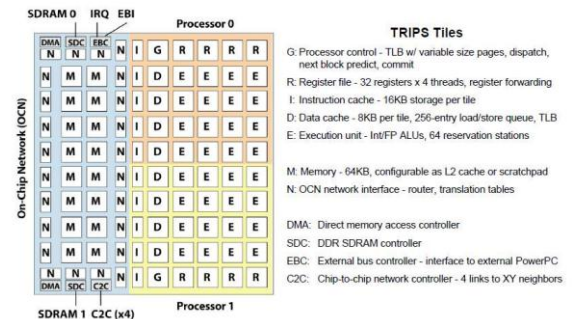 SDRAM 0 IRQ EBI
Processor 0
DMA SDC EBC
N N N N I G R R R R
N M M N I D E E E E
N M M N I D E E E E
N M M N I D E E E E
N M M N I D E E E E
N M M N I D E E E E
N M M N I D E E E E
N M M N I D E E E E
N M M N I D E E E E
N N N N I G R R R R
DMA SDC C2C
On-Chip Network (OCN)
Processor 1
SDRAM 1 C2C (x4)
TRIPS Tiles
G: Processor control - TLB w/ variable size pages, dispatch,
next block predict, commit
R: Register file - 32 registers x 4 threads, register forwarding
I: Instruction cache - 16KB storage per tile
D: Data cache - 8KB per tile, 256-entry load/store queue, TLB
E: Execution unit - Int/FP ALUs, 64 reservation stations
M: Memory - 64KB, configurable as L2 cache or scratchpad
N: OCN network interface - router, translation tables
DMA: Direct memory access controller
SDC: DDR SDRAM controller
EBC: External bus controller - interface to external PowerPC
C2C: Chip-to-chip network controller - 4 links to XY neighbors